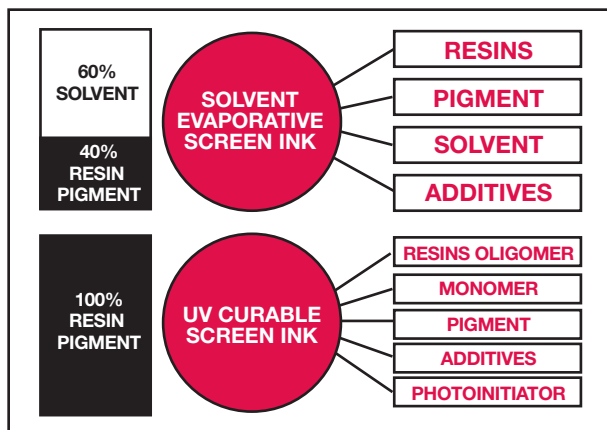 60%
SOLVENT
40%
RESIN
PIGMENT
SOLVENT
EVAPORATIVE
SCREEN INK
RESINS
PIGMENT
SOLVENT
ADDITIVES
100%
RESIN
PIGMENT
UV CURABLE
SCREEN INK
RESINS OLIGOMER
MONOMER
PIGMENT
ADDITIVES
PHOTOINITIATOR